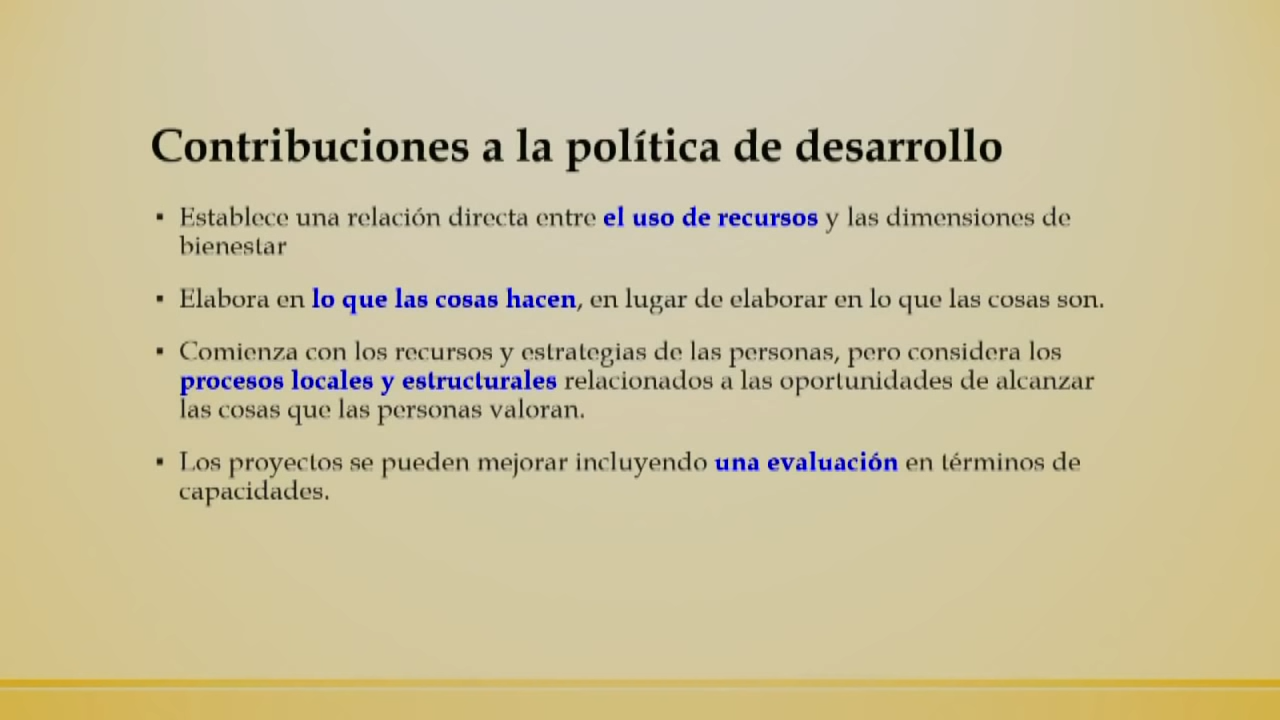 Contribuciones a la política de desarrollo
▪ Establece una relación directa entre el uso de recursos y las dimensiones de
bienestar
▪ Elabora en lo que las cosas hacen, en lugar de elaborar en lo que las cosas son.
▪ Comienza con los recursos y estrategias de las personas, pero considera los
procesos locales y estructurales relacionados a las oportunidades de alcanzar
las cosas que las personas valoran.
▪ Los proyectos se pueden mejorar incluyendo una evaluación en términos de
capacidades.